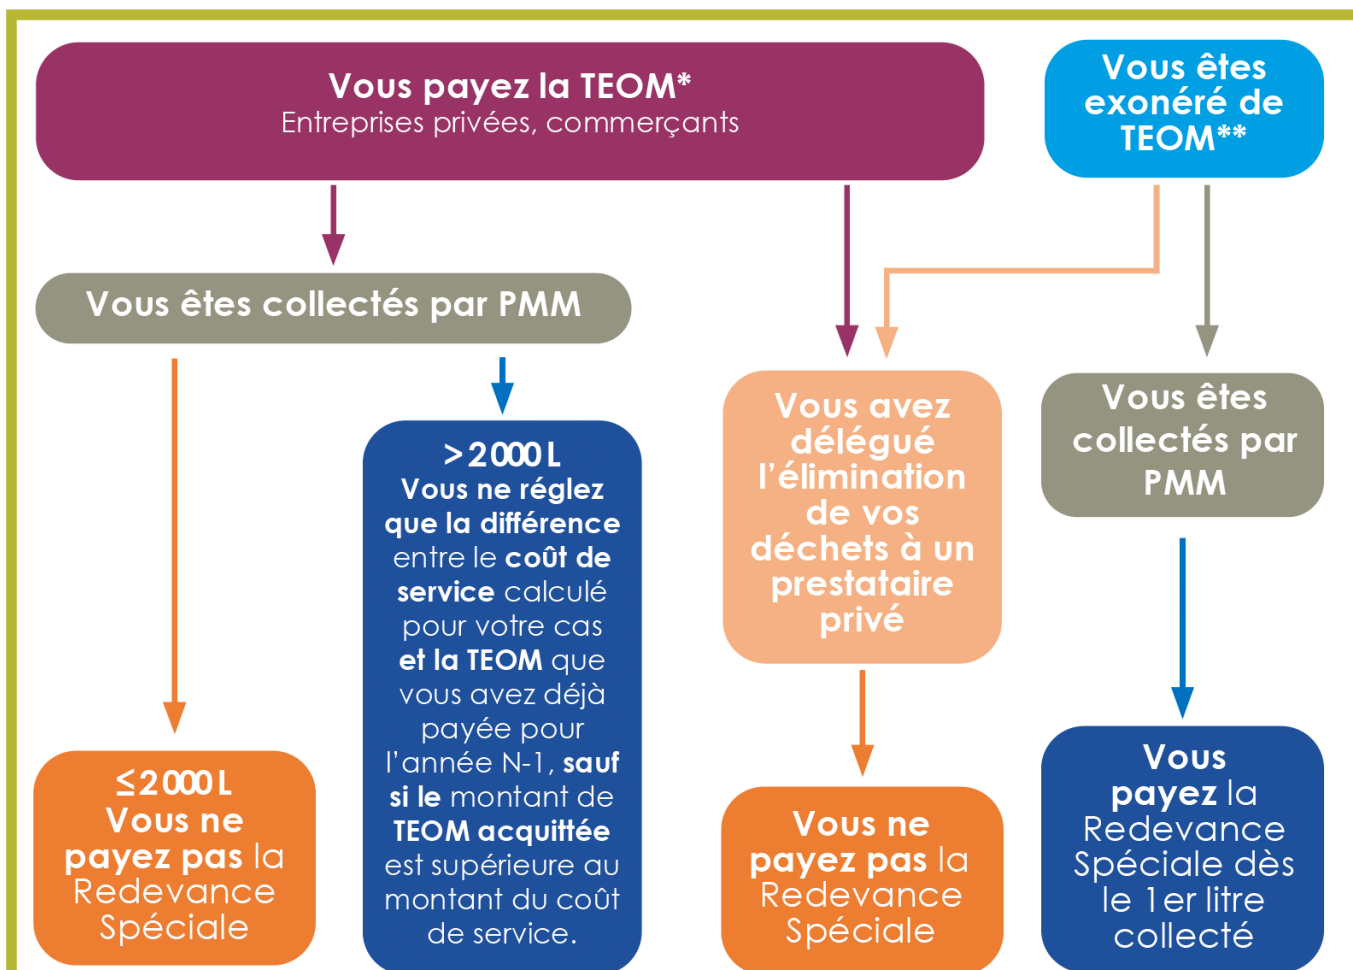 Vous payez la TEOM*
Entreprises privées, commerçants
Vous êtes
exonéré de
TEOM**
Vous êtes collectés par PMM
≤2000 L
Vous ne
payez pas la
Redevance
Spéciale
>2000 L
Vous ne réglez
que la différence
entre le coût de
service calculé
pour votre cas
et la TEOM que
vous avez déjà
payée pour
l'année N-1, sauf
si le montant de
TEOM acquittée
est supérieure au
montant du coût
de service.
Vous avez
délégué
l'élimination
de vos
déchets à un
prestataire
privé
Vous ne
payez pas la
Redevance
Spéciale
Vous êtes
collectés par
PMM
Vous
payez la
Redevance
Spéciale dès
le 1er litre
collecté